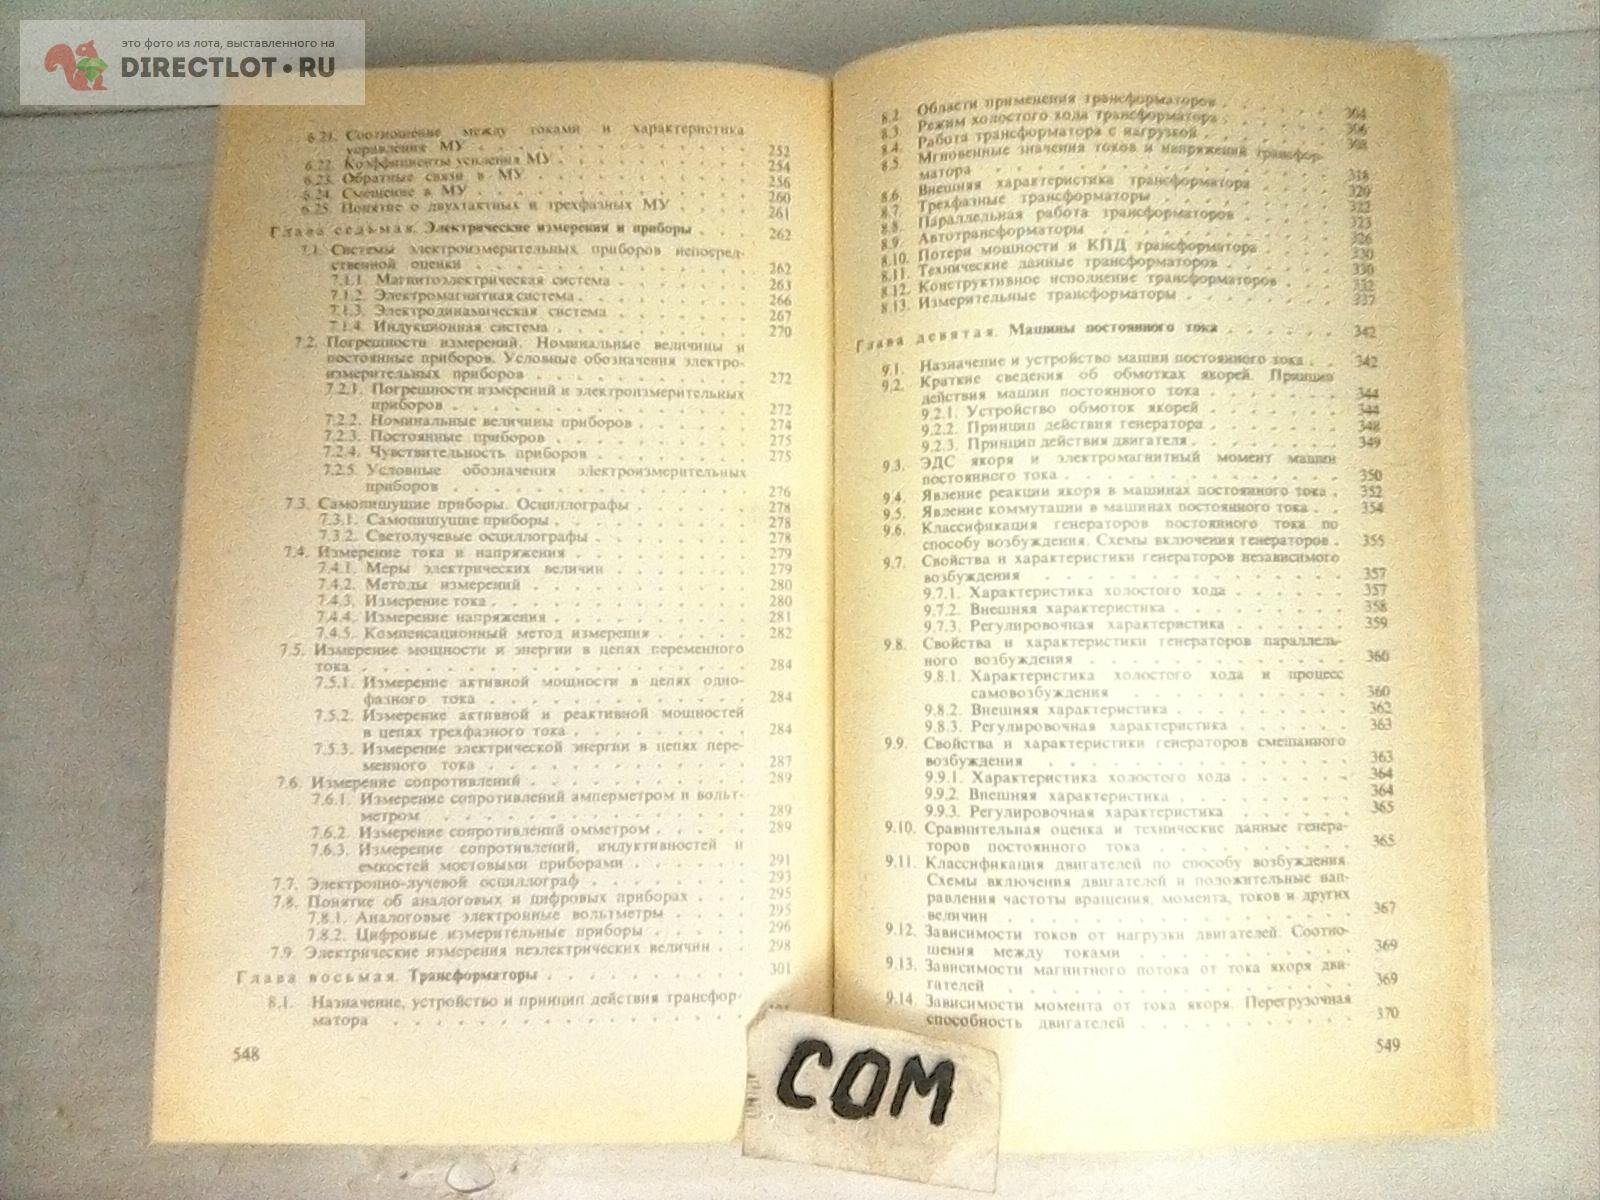 это фото из лота, выставленного на
DIRECTLOT•RU
6.21. Соотношение между токами и характеристика
управления МУ . . . 252
6.22. Коэффициенты усиления МУ . . . 254
6.23. Обратные связи в МУ . . . 256
6.24. Смещение в МУ . . . 260
6.25. Понятие о двухтактных и трехфазных МУ . . . 261
Глава седьмая. Электрические измерения и приборы . . . 262
7.1. Системы электроизмерительных приборов непосред-
ственной оценки . . . 262
7.1.1. Магнитоэлектрическая система . . . 263
7.1.2. Электромагнитная система . . . 266
7.1.3. Электродинамическая система . . . 267
7.1.4. Индукционная система . . . 270
7.2. Погрешности измерений. Номинальные величины и
постоянные приборов. Условные обозначения электро-
измерительных приборов . . . 272
7.2.1. Погрешности измерений и электроизмерительных
приборов . . . 272
7.2.2. Номинальные величины приборов . . . 274
7.2.3. Постоянные приборов . . . 275
7.2.4. Чувствительность приборов . . . 275
7.2.5. Условные обозначения электроизмерительных
приборов . . . 276
7.3. Самопишущие приборы. Осциллографы . . . 278
7.3.1. Самопишущие приборы . . . 278
7.3.2. Светолучевые осциллографы . . . 278
7.4. Измерение тока и напряжения . . . 279
7.4.1. Меры электрических величин . . . 279
7.4.2. Методы измерений . . . 280
7.4.3. Измерение тока . . . 280
7.4.4. Измерение напряжения . . . 281
7.4.5. Компенсационный метод измерения . . . 282
7.5. Измерение мощности и энергии в цепях переменного
тока . . . 284
7.5.1. Измерение активной мощности в цепях одно-
фазного тока . . . 284
7.5.2. Измерение активной и реактивной мощностей
в цепях трехфазного тока . . . 284
7.5.3. Измерение электрической энергии в цепях пере-
менного тока . . . 287
7.6. Измерение сопротивлений . . . 289
7.6.1. Измерение сопротивлений амперметром и вольт-
метром . . . 289
7.6.2. Измерение сопротивлений омметром . . . 289
7.6.3. Измерение сопротивлений, индуктивностей и
емкостей мостовыми приборами . . . 291
7.7. Электронно-лучевой осциллограф . . . 293
7.8. Понятие об аналоговых и цифровых приборах . . . 295
7.8.1. Аналоговые электронные вольтметры . . . 295
7.8.2. Цифровые измерительные приборы . . . 296
7.9. Электрические измерения неэлектрических величин . . . 298
Глава восьмая. Трансформаторы . . . 301
8.1. Назначение, устройство и принцип действия трансфор-
матора . . .
548
8.2. Области применения трансформаторов . . . 304
8.3. Режим холостого хода трансформатора . . . 306
8.4. Работа трансформатора с нагрузкой . . . 308
8.5. Мгновенные значения токов и напряжений трансфор-
матора . . . 318
8.6. Внешняя характеристика трансформатора . . . 320
8.7. Трехфазные трансформаторы . . . 322
8.8. Параллельная работа трансформаторов . . . 323
8.9. Автотрансформаторы . . . 326
8.10. Потери мощности и КПД трансформатора . . . 330
8.11. Технические данные трансформаторов . . . 330
8.12. Конструктивное исполнение трансформаторов . . . 332
8.13. Измерительные трансформаторы . . . 337
Глава девятая. Машины постоянного тока . . . 342
9.1. Назначение и устройство машин постоянного тока . . . 342
9.2. Краткие сведения об обмотках якорей. Принцип
действия машин постоянного тока . . . 344
9.2.1. Устройство обмоток якорей . . . 344
9.2.2. Принцип действия генератора . . . 348
9.2.3. Принцип действия двигателя . . . 349
9.3. ЭДС якоря и электромагнитный момент машин
постоянного тока . . . 350
9.4. Явление реакции якоря в машинах постоянного тока . 352
9.5. Явление коммутации в машинах постоянного тока . . 354
9.6. Классификация генераторов постоянного тока по
способу возбуждения. Схемы включения генераторов . 355
9.7. Свойства и характеристики генераторов независимого
возбуждения . . . 357
9.7.1. Характеристика холостого хода . . . 357
9.7.2. Внешняя характеристика . . . 358
9.7.3. Регулировочная характеристика . . . 359
9.8. Свойства и характеристики генераторов параллель-
ного возбуждения . . . 360
9.8.1. Характеристика холостого хода и процесс
самовозбуждения . . . 360
9.8.2. Внешняя характеристика . . . 362
9.8.3. Регулировочная характеристика . . . 363
9.9. Свойства и характеристики генераторов смешанного
возбуждения . . . 363
9.9.1. Характеристика холостого хода . . . 364
9.9.2. Внешняя характеристика . . . 364
9.9.3. Регулировочная характеристика . . . 365
9.10. Сравнительная оценка и технические данные генера-
торов постоянного тока . . . 365
9.11. Классификация двигателей по способу возбуждения.
Схемы включения двигателей и положительные нап-
равления частоты вращения, момента, токов и других
величин . . . 367
9.12. Зависимости токов от нагрузки двигателей. Соотно-
шения между токами . . . 369
9.13. Зависимости магнитного потока от тока якоря дви-
гателей . . . 369
9.14. Зависимости момента от тока якоря. Перегрузочная
способность двигателей . . . 370
549
СОМ